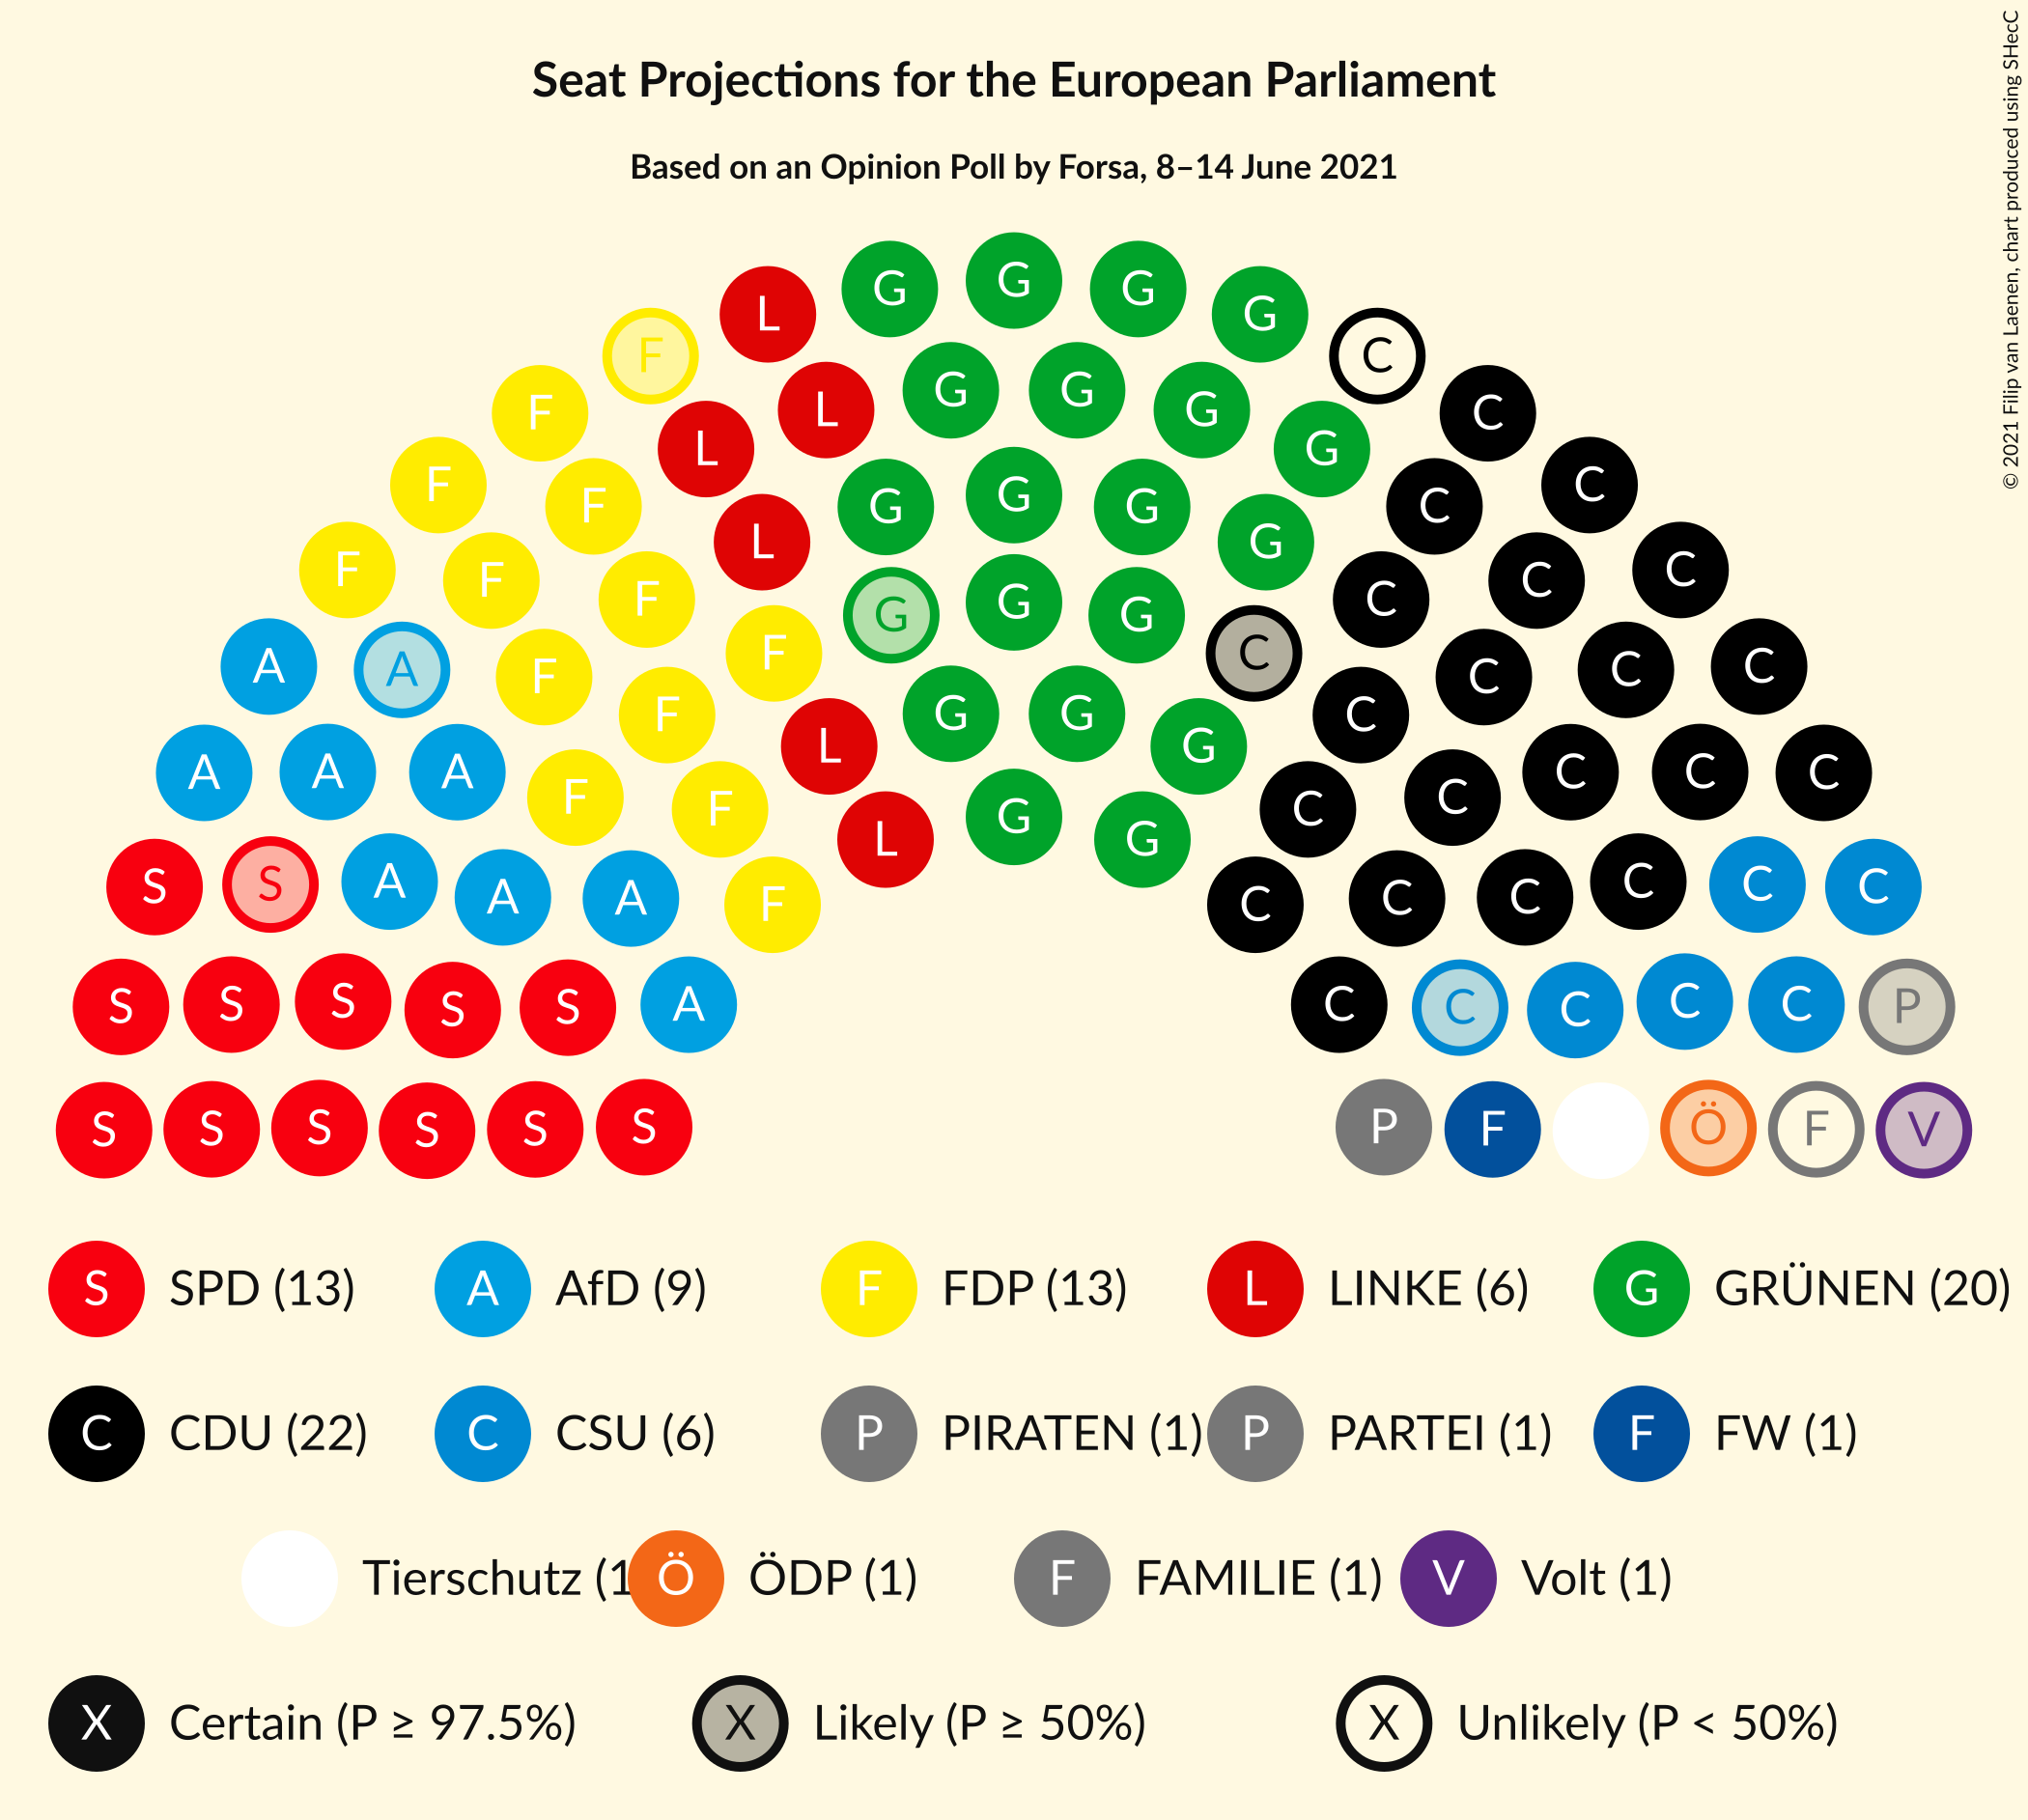 © 2021 Filip van Laenen, chart produced using SHecC
Seat Projections for the European Parliament
Based on an Opinion Poll by Forsa, 8–14 June 2021
L G G G G
F C
F L G G G C
L G
F F G G G C C
L G
F F F G C C C
G G
A A F F C C C C
F G G C
L G
A A A C C C
F F G C C
L G
S S A A A F C C C C C C
S S S S S A C C C C C P
S S S S S S P F Ö F V
S SPD (13) A AfD (9) F FDP (13) L LINKE (6) G GRÜNEN (20)
C CDU (22) C CSU (6) P PIRATEN (1) P PARTEI (1) F FW (1)
Tierschutz (1 Ö ÖDP (1) F FAMILIE (1) V Volt (1)
X Certain (P ≥ 97.5%) X Likely (P ≥ 50%) X Unlikely (P < 50%)